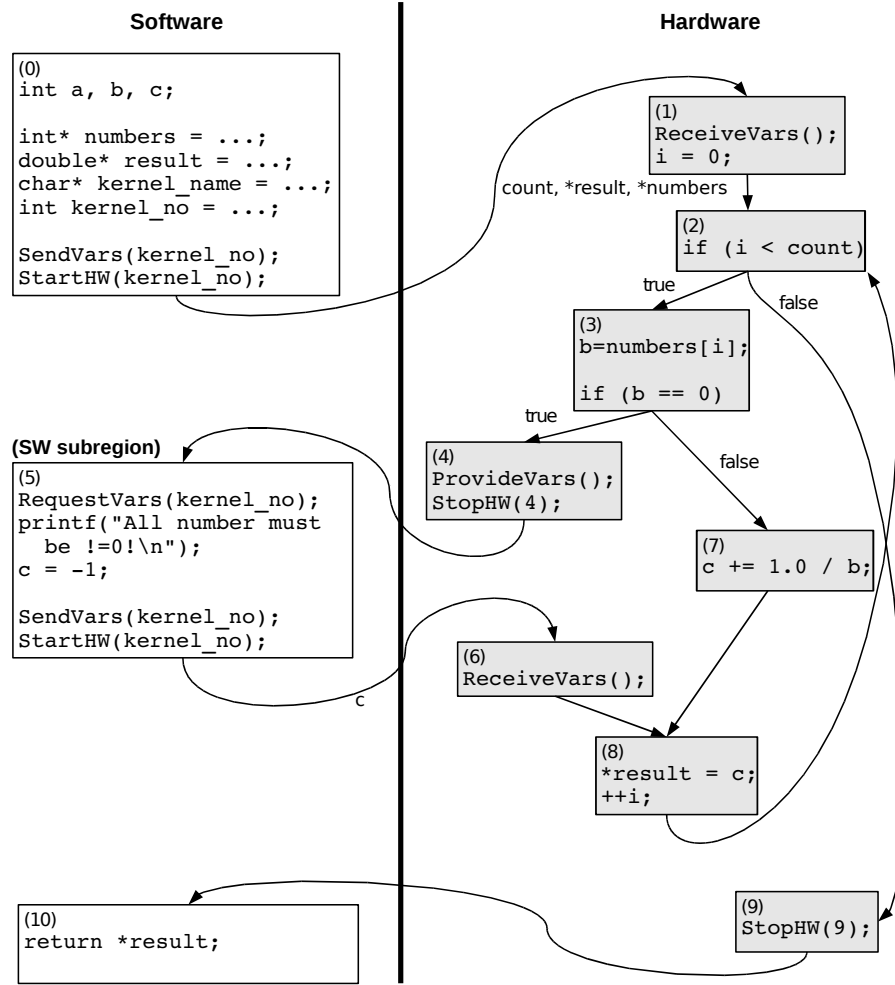 Software
Hardware
(0)
int a, b, c;
int* numbers = ...;
double* result = ...;
char* kernel_name = ...;
int kernel_no = ...;
SendVars(kernel_no);
StartHW(kernel_no);
(1)
ReceiveVars();
i = 0;
count, *result, *numbers
(2)
if (i < count)
true
false
(3)
b=numbers[i];
if (b == 0)
true
false
(4)
ProvideVars();
StopHW(4);
(SW subregion)
(5)
RequestVars(kernel_no);
printf("All number must
be !=0!\n");
c = -1;
SendVars(kernel_no);
StartHW(kernel_no);
c
(6)
ReceiveVars();
(7)
c += 1.0 / b;
(8)
*result = c;
++i;
(9)
StopHW(9);
(10)
return *result;